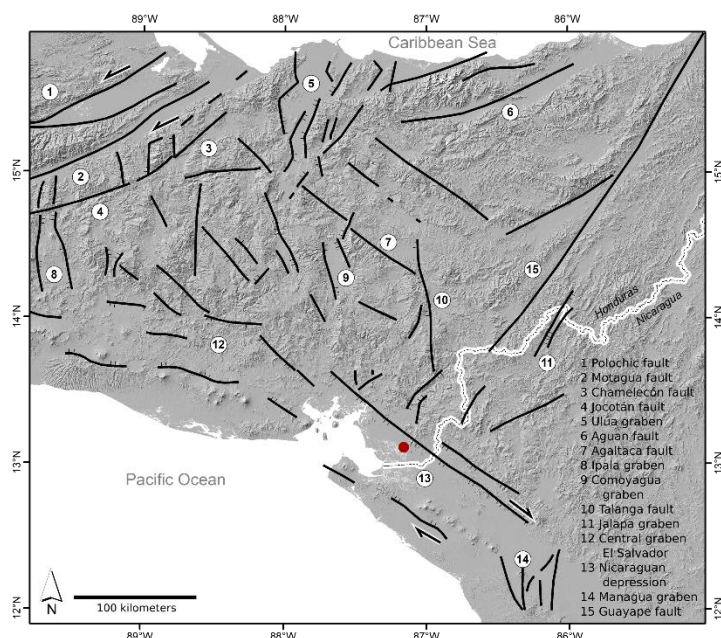 89°W
88°W
87°W
86°W
Caribbean Sea
1
5
6
15°N
15°N
2
3
4
7
8
9
10
15
14°N
14°N
Honduras
Nicaragua
12
11
1 Polochic fault
2 Motagua fault
3 Chamelecón fault
4 Jocotán fault
5 Ulúa graben
6 Aguan fault
7 Agaltaca fault
8 Ipala graben
9 Comoyagua
graben
10 Talanga fault
11 Jalapa graben
12 Central graben
El Salvador
13 Nicaraguan
depression
14 Managua graben
15 Guayape fault
13°N
13°N
Pacific Ocean
13
14
N
100 kilometers
12°N
12°N
89°W
88°W
87°W
86°W